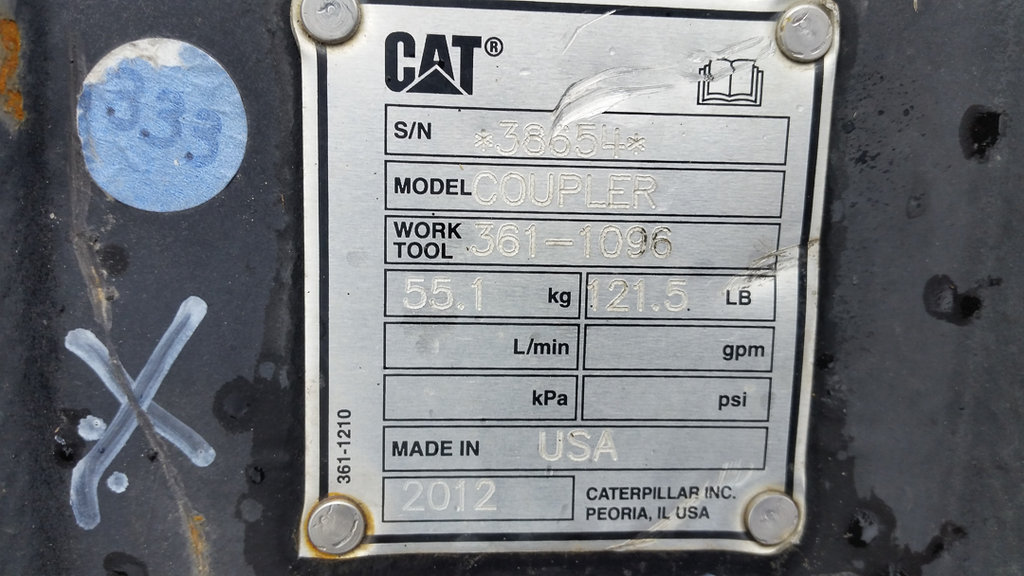 333
CAT®
S/N *38654*
MODEL COUPLER
WORK TOOL 361-1096
55.1 kg 121.5 LB
L/min gpm
kPa psi
MADE IN USA
2012 CATERPILLAR INC.
PEORIA, IL USA
361-1210
X